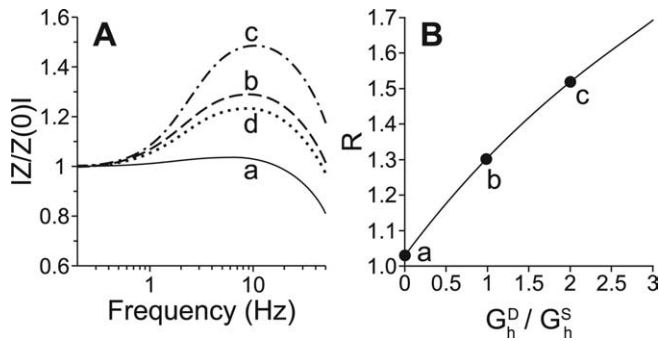 A
B
|Z/Z(0)|
1.6
1.4
1.2
1
0.8
0.6
c
b
d
a
1
10
Frequency (Hz)
R
1.7
1.6
1.5
1.4
1.3
1.2
1.1
1.0
a
b
c
0 0.5 1 1.5 2 2.5 3
G_h^D / G_h^S